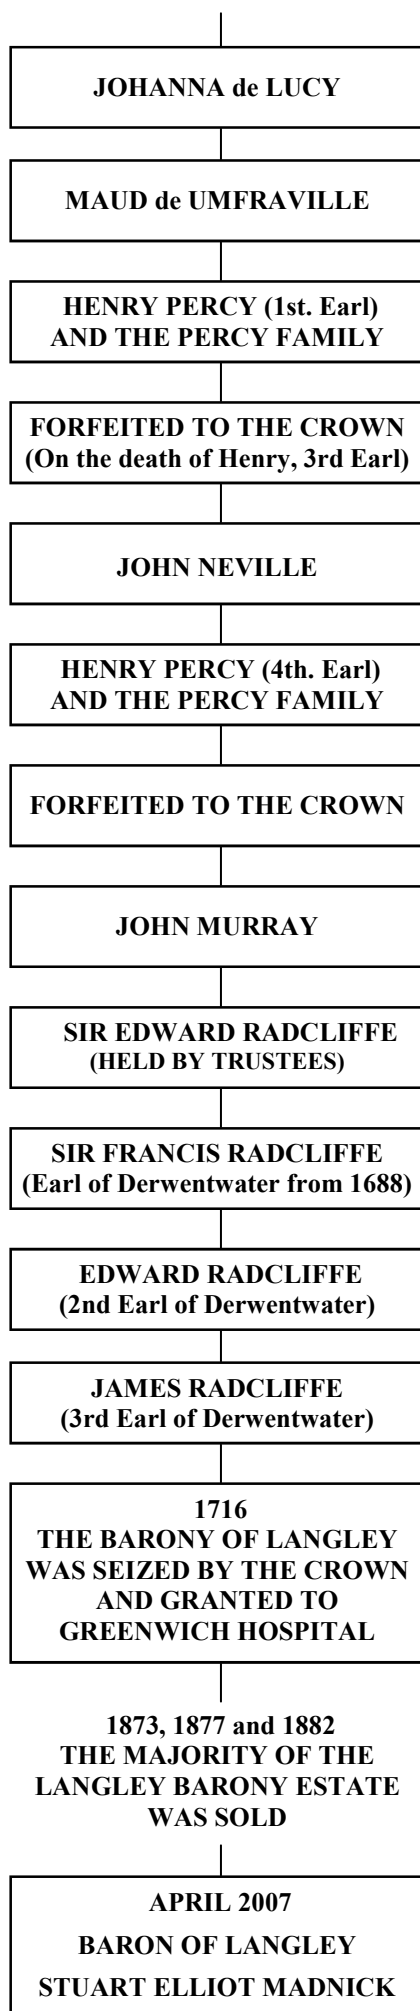 JOHANNA de LUCY
MAUD de UMFRAVILLE
HENRY PERCY (1st. Earl)
AND THE PERCY FAMILY
FORFEITED TO THE CROWN
(On the death of Henry, 3rd Earl)
JOHN NEVILLE
HENRY PERCY (4th. Earl)
AND THE PERCY FAMILY
FORFEITED TO THE CROWN
JOHN MURRAY
SIR EDWARD RADCLIFFE
(HELD BY TRUSTEES)
SIR FRANCIS RADCLIFFE
(Earl of Derwentwater from 1688)
EDWARD RADCLIFFE
(2nd Earl of Derwentwater)
JAMES RADCLIFFE
(3rd Earl of Derwentwater)
1716
THE BARONY OF LANGLEY
WAS SEIZED BY THE CROWN
AND GRANTED TO
GREENWICH HOSPITAL
1873, 1877 and 1882
THE MAJORITY OF THE
LANGLEY BARONY ESTATE
WAS SOLD
APRIL 2007
BARON OF LANGLEY
STUART ELLIOT MADNICK